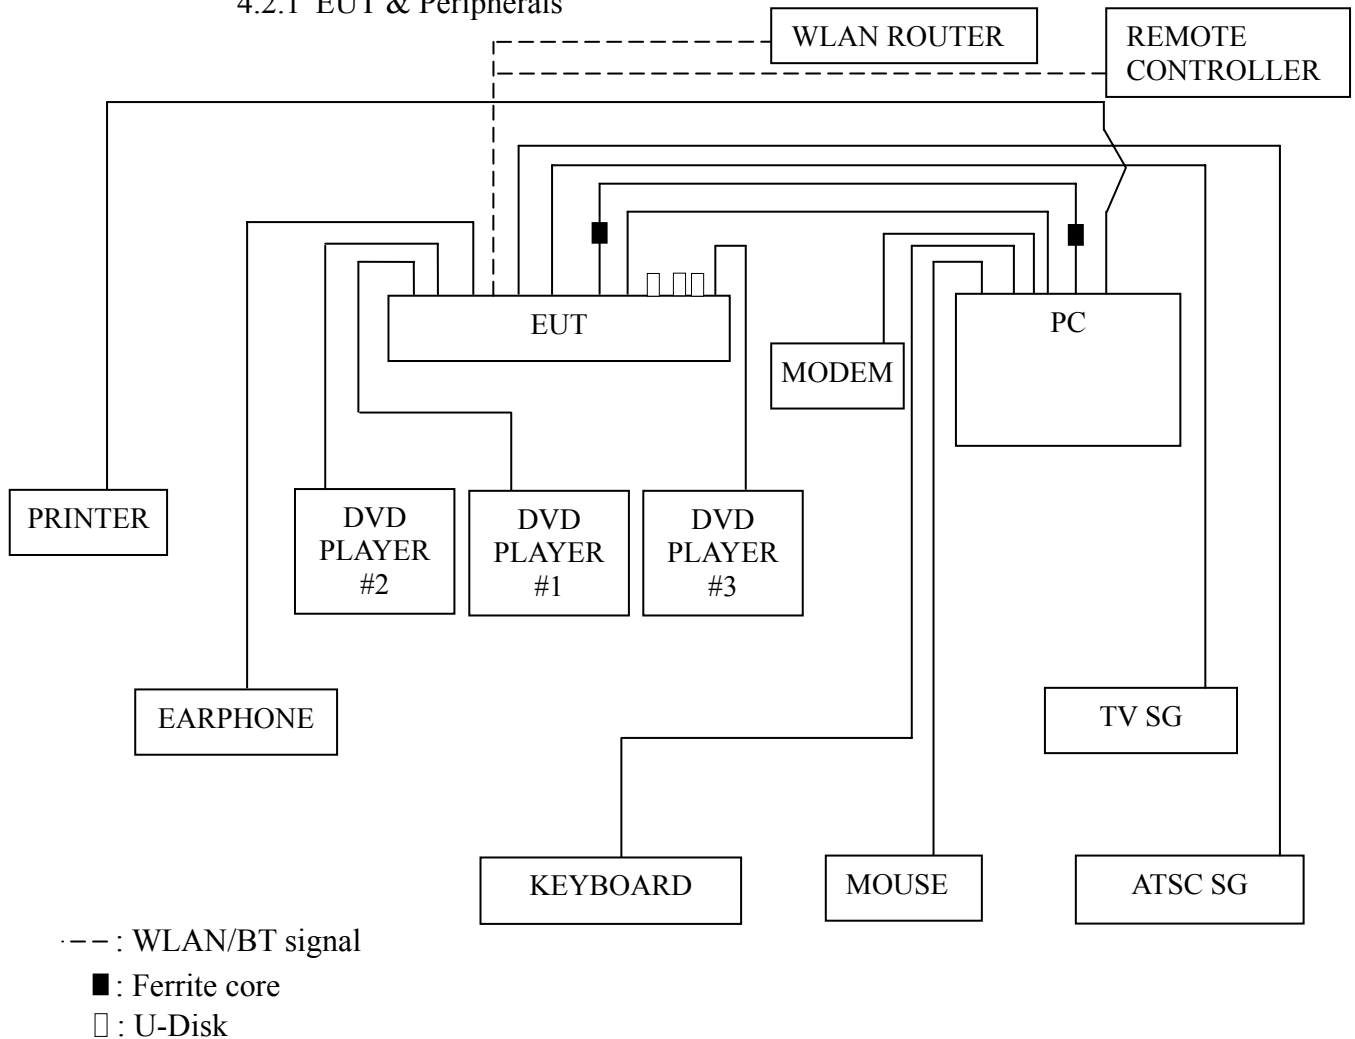 4.2.1 EUT & Peripherals
WLAN ROUTER
REMOTE
CONTROLLER
EUT
PC
MODEM
PRINTER
DVD
PLAYER
#2
DVD
PLAYER
#1
DVD
PLAYER
#3
EARPHONE
TV SG
KEYBOARD
MOUSE
ATSC SG
: WLAN/BT signal
: Ferrite core
: U-Disk